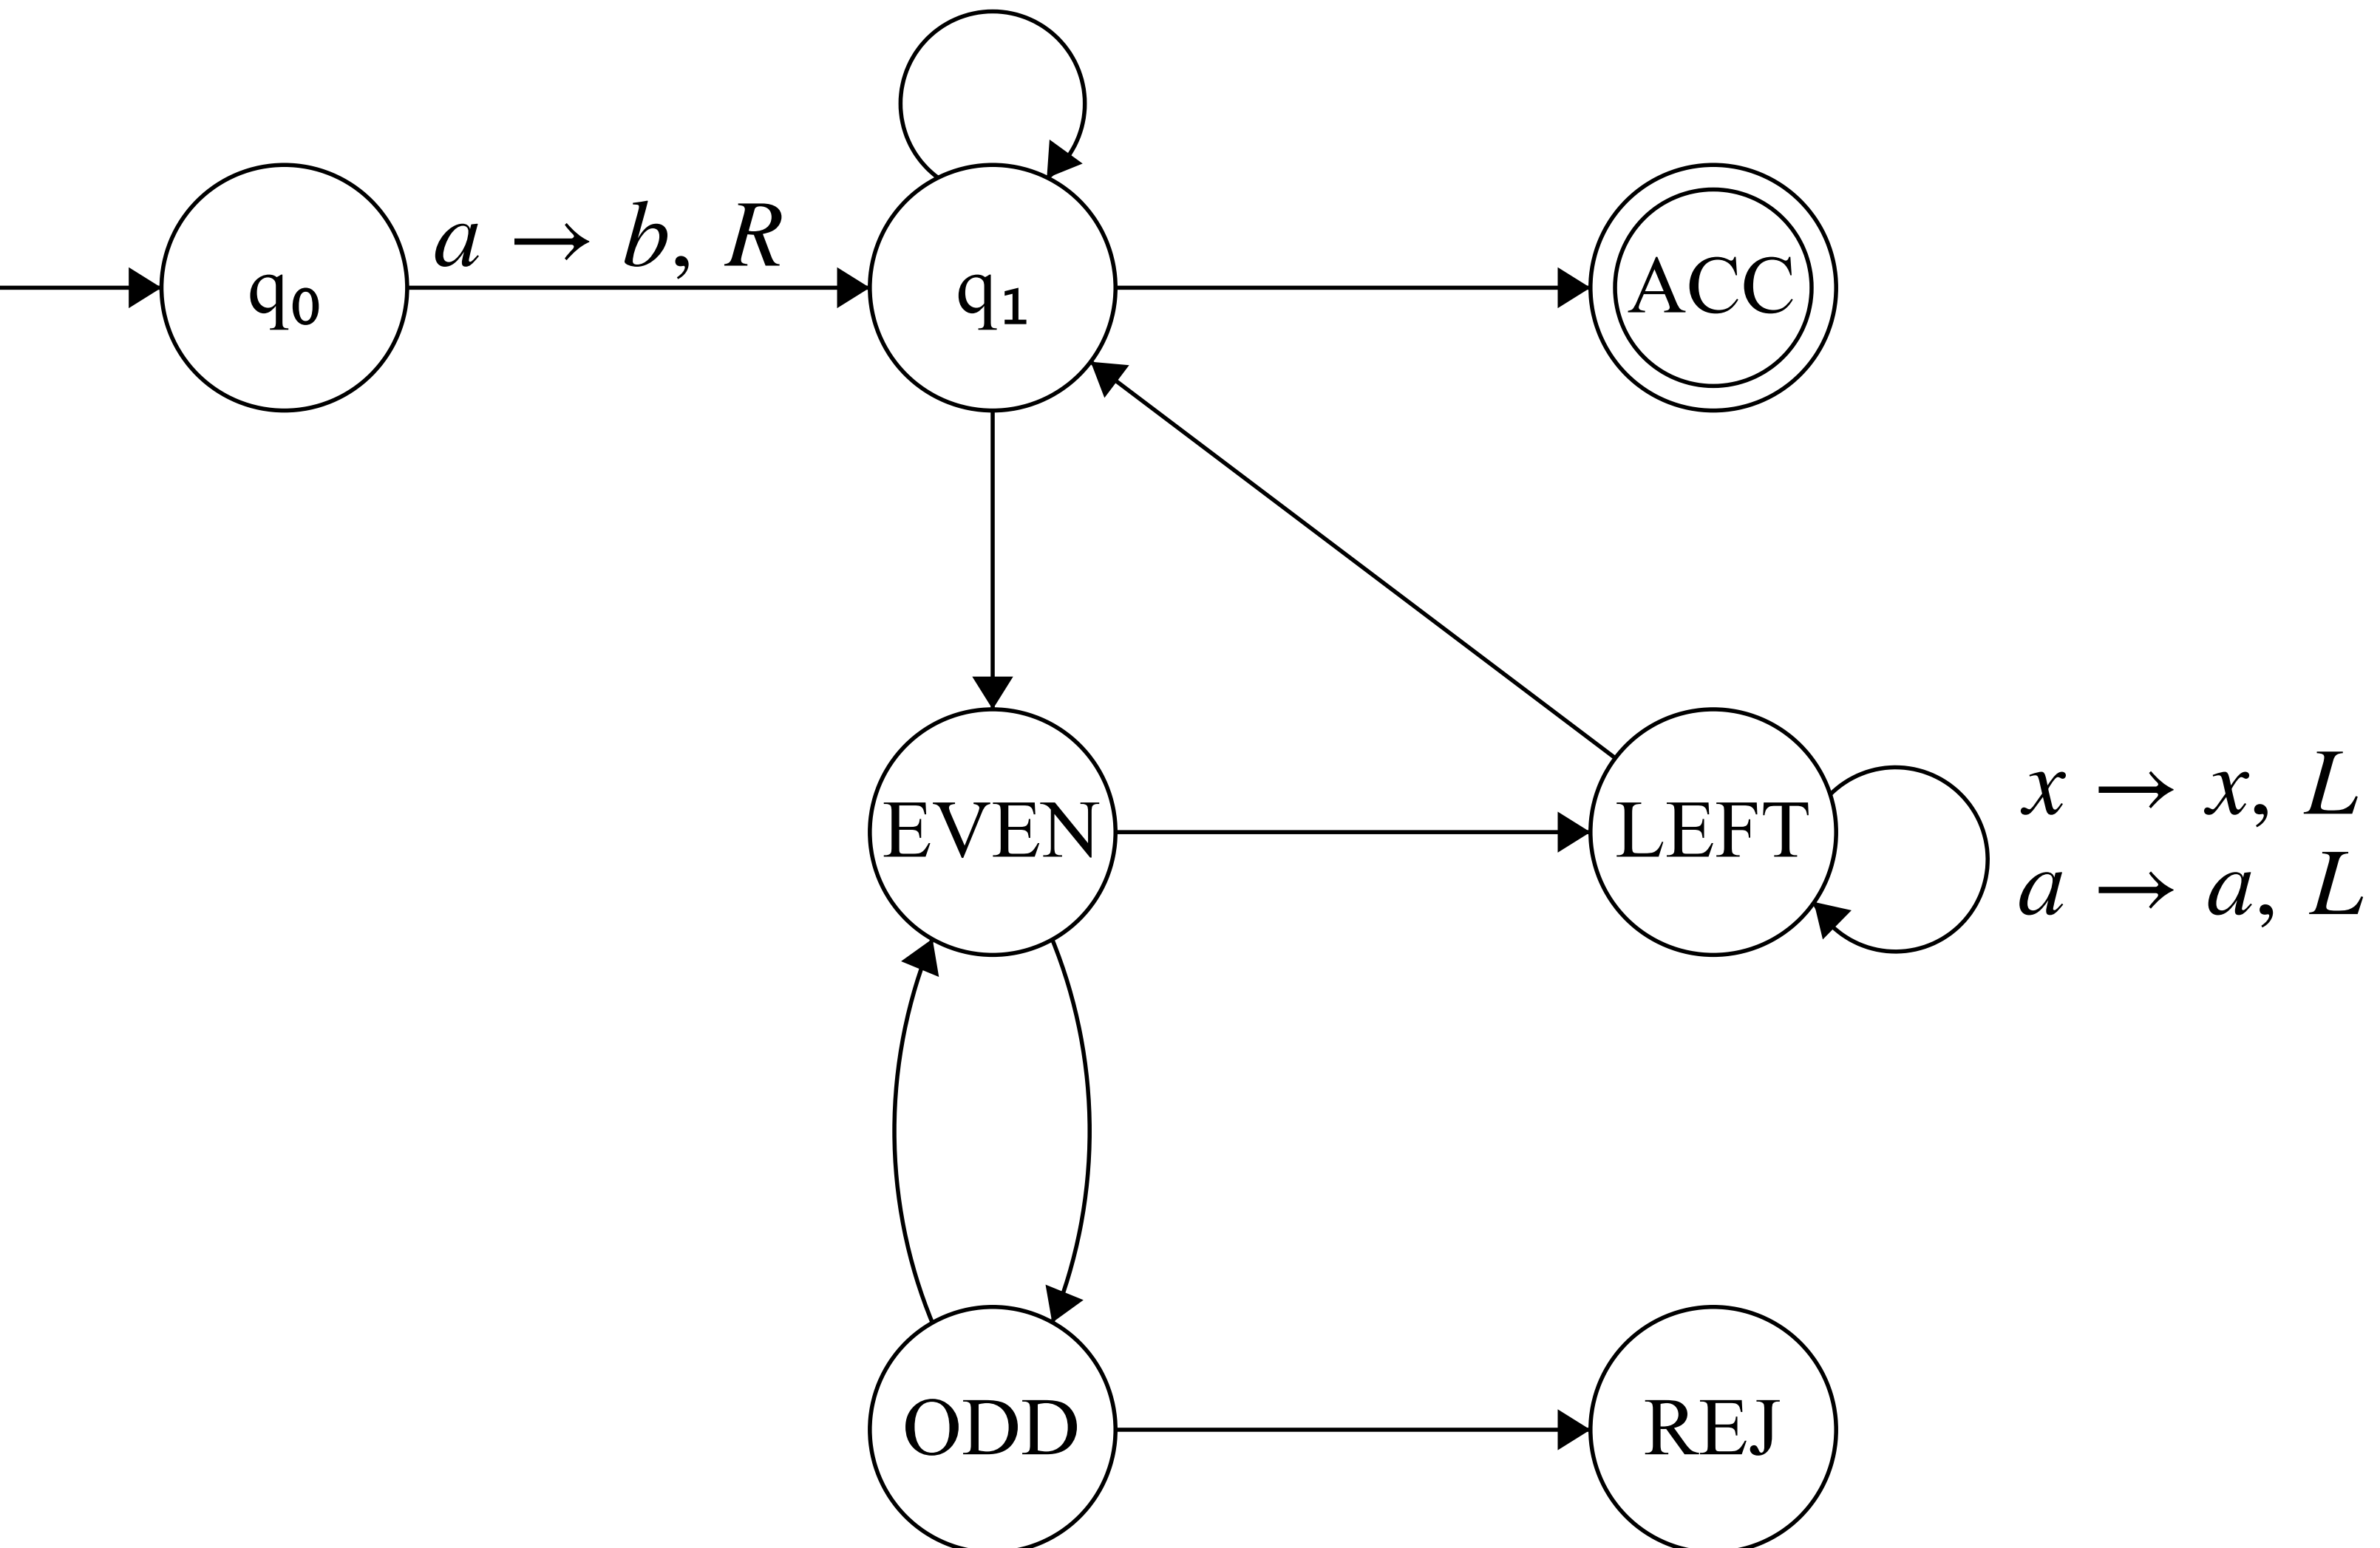 a → b, R
q₀
q₁
ACC
EVEN
LEFT
x → x, L
a → a, L
ODD
REJ